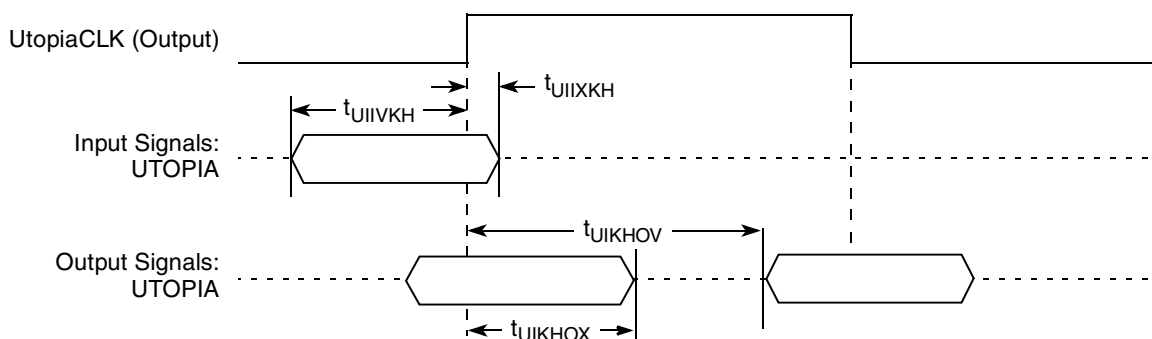 UtopiaCLK (Output)
tUIIXKH
tUIIVKH
Input Signals:
UTOPIA
tUIKHOV
Output Signals:
UTOPIA
tUIKHOX